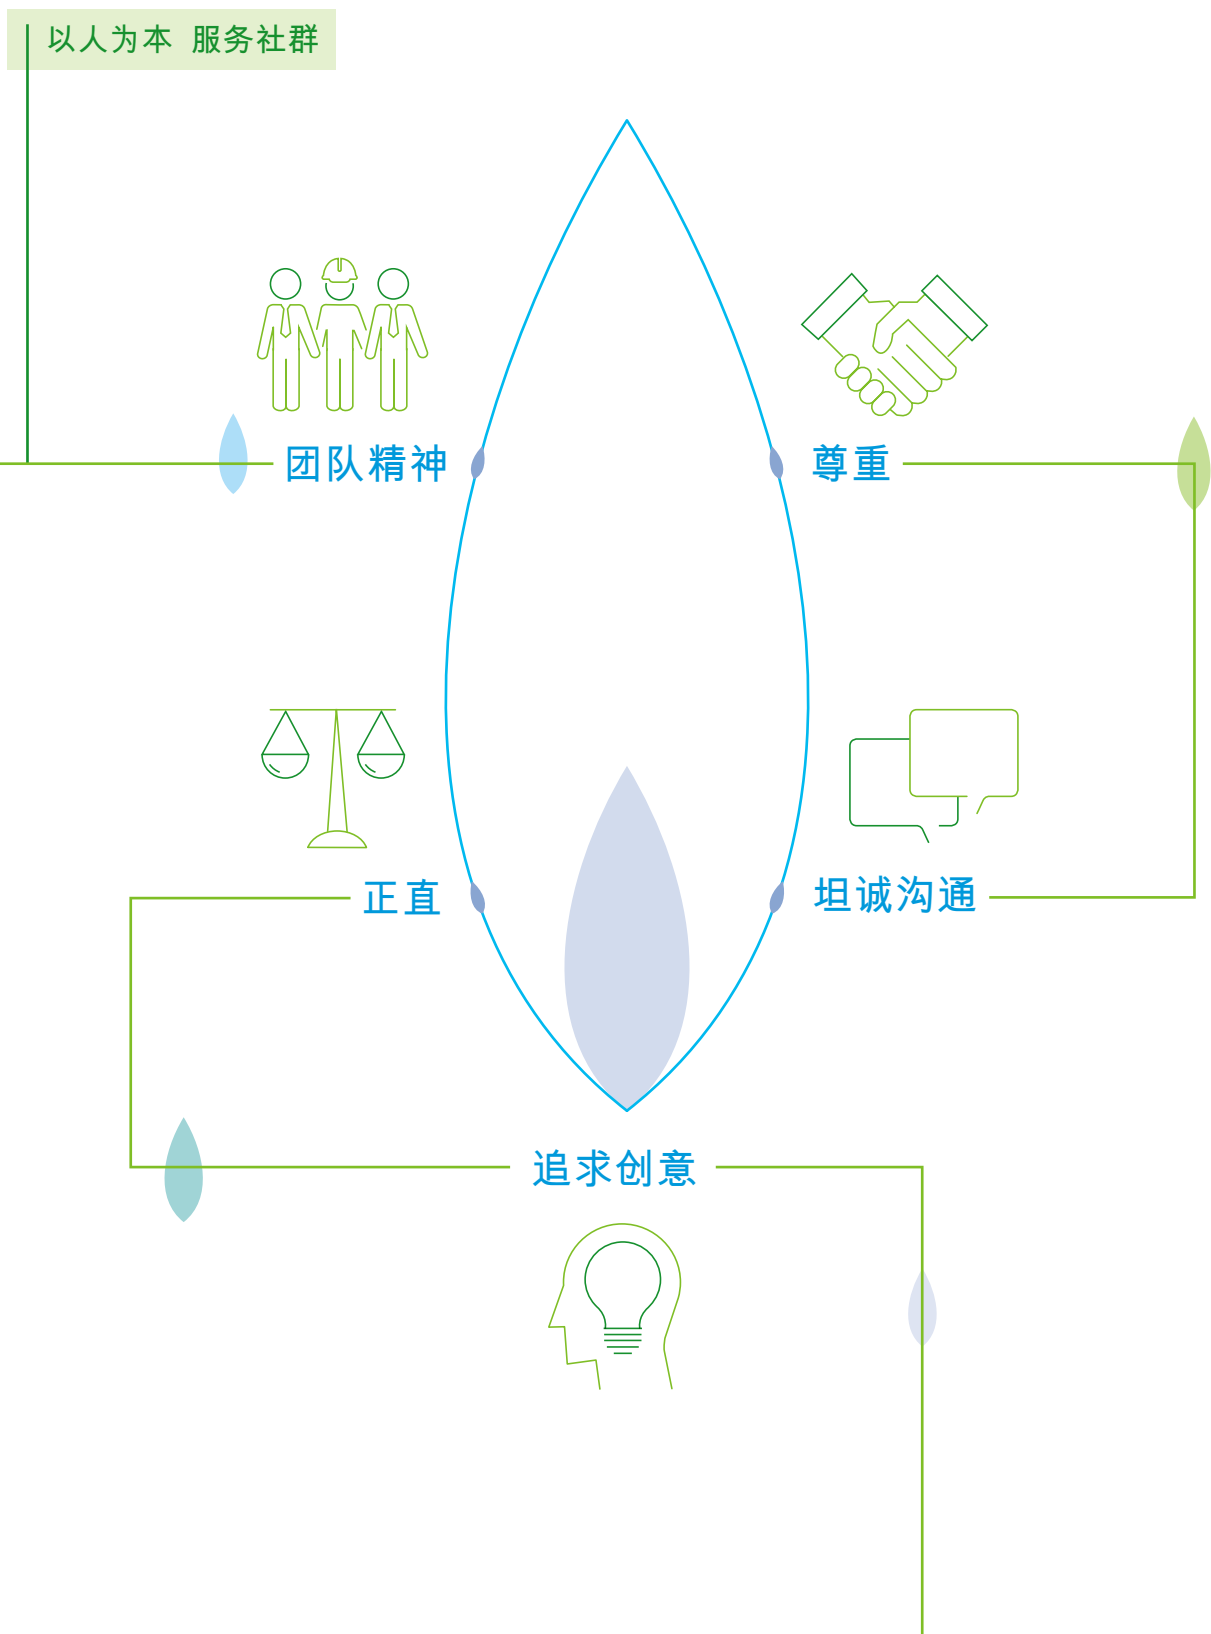 以人为本 服务社群
团队精神
尊重
正直
坦诚沟通
追求创意